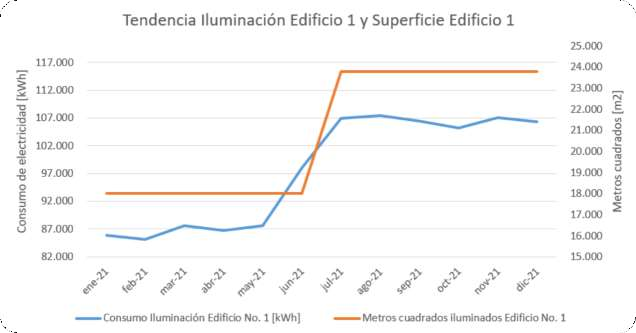 Tendencia Iluminación Edificio 1 y Superficie Edificio 1
Consumo de electricidad [kWh]
117.000
112.000
107.000
102.000
97.000
92.000
87.000
82.000
25.000
24.000
23.000
22.000
21.000
20.000
19.000
18.000
17.000
16.000
15.000
Metros cuadrados [m2]
ene-21
feb-21
mar-21
abr-21
may-21
jun-21
jul-21
ago-21
sep-21
oct-21
nov-21
dic-21
Consumo Iluminación Edificio No. 1 [kWh]
Metros cuadrados iluminados Edificio No. 1